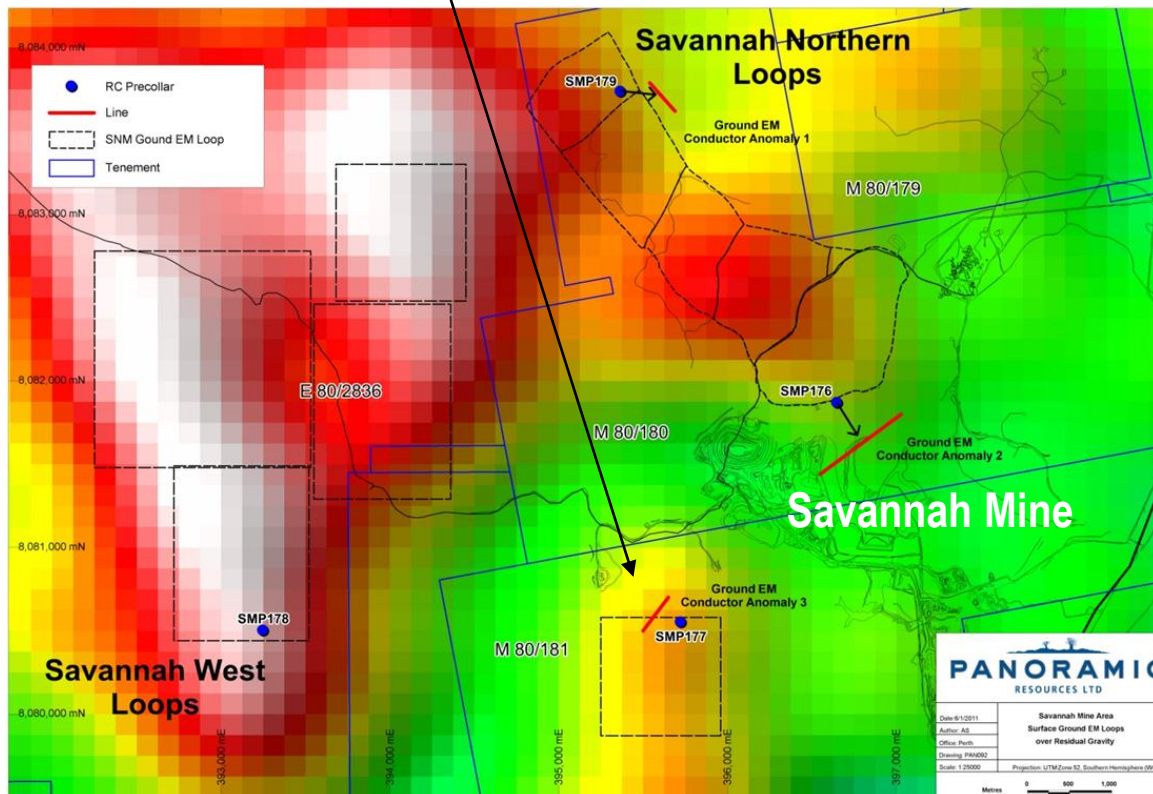 8,084,000 mN
Savannah Northern
Loops
RC Precollar
Line
SNM Gound EM Loop
Tenement
SMP179
Ground EM
Conductor Anomaly 1
M 80/179
8,083,000 mN
8,082,000 mN
E 80/2836
SMP176
M 80/180
Ground EM
Conductor Anomaly 2
Savannah Mine
8,081,000 mN
Ground EM
Conductor Anomaly 3
SMP178
SMP177
M 80/181
Savannah West
Loops
8,080,000 mN
393,000 mE
394,000 mE
395,000 mE
396,000 mE
397,000 mE
PANORAMIC
RESOURCES LTD
Date:6/1/2011
Author: AS
Office: Perth
Drawing: PAN092
Scale: 1:25000
Savannah Mine Area
Surface Ground EM Loops
over Residual Gravity
Projection: UTM Zone 52, Southern Hemisphere
Metres
0 500 1,000